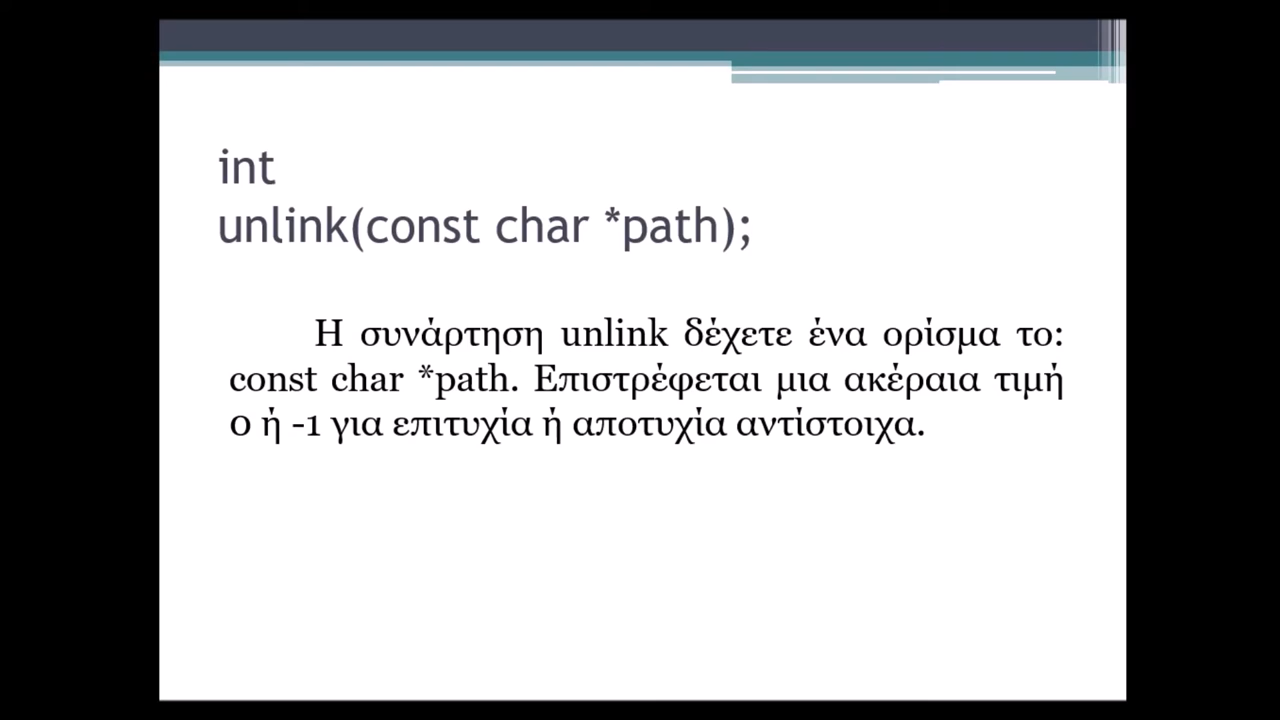 int
unlink(const char *path);
Η συνάρτηση unlink δέχετε ένα ορίσμα το:
const char *path. Επιστρέφεται μια ακέραια τιμή
0 ή -1 για επιτυχία ή αποτυχία αντίστοιχα.